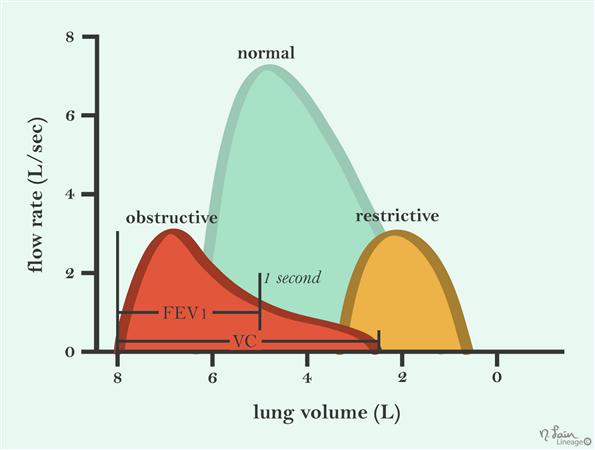 8
normal
6
flow rate (L/sec)
4
obstructive
restrictive
2
1 second
FEV1
VC
0
8
6
4
2
0
lung volume (L)
N. Lain
Lineage©